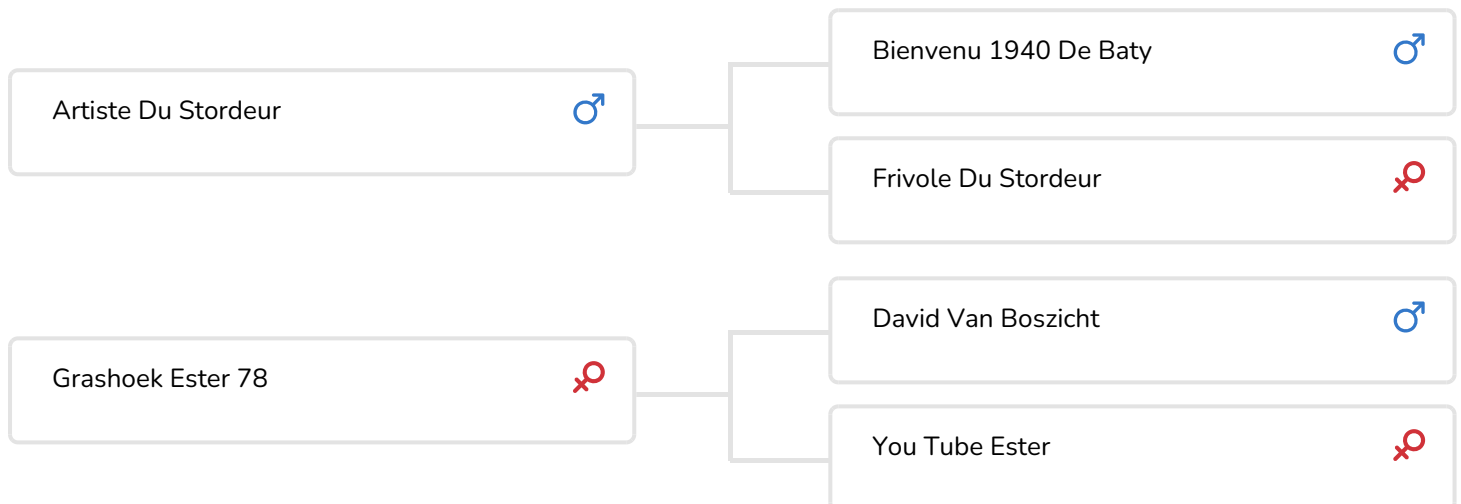 Bienvenu 1940 De Baty
Artiste Du Stordeur
Frivole Du Stordeur
David Van Boszicht
Grashoek Ester 78
You Tube Ester